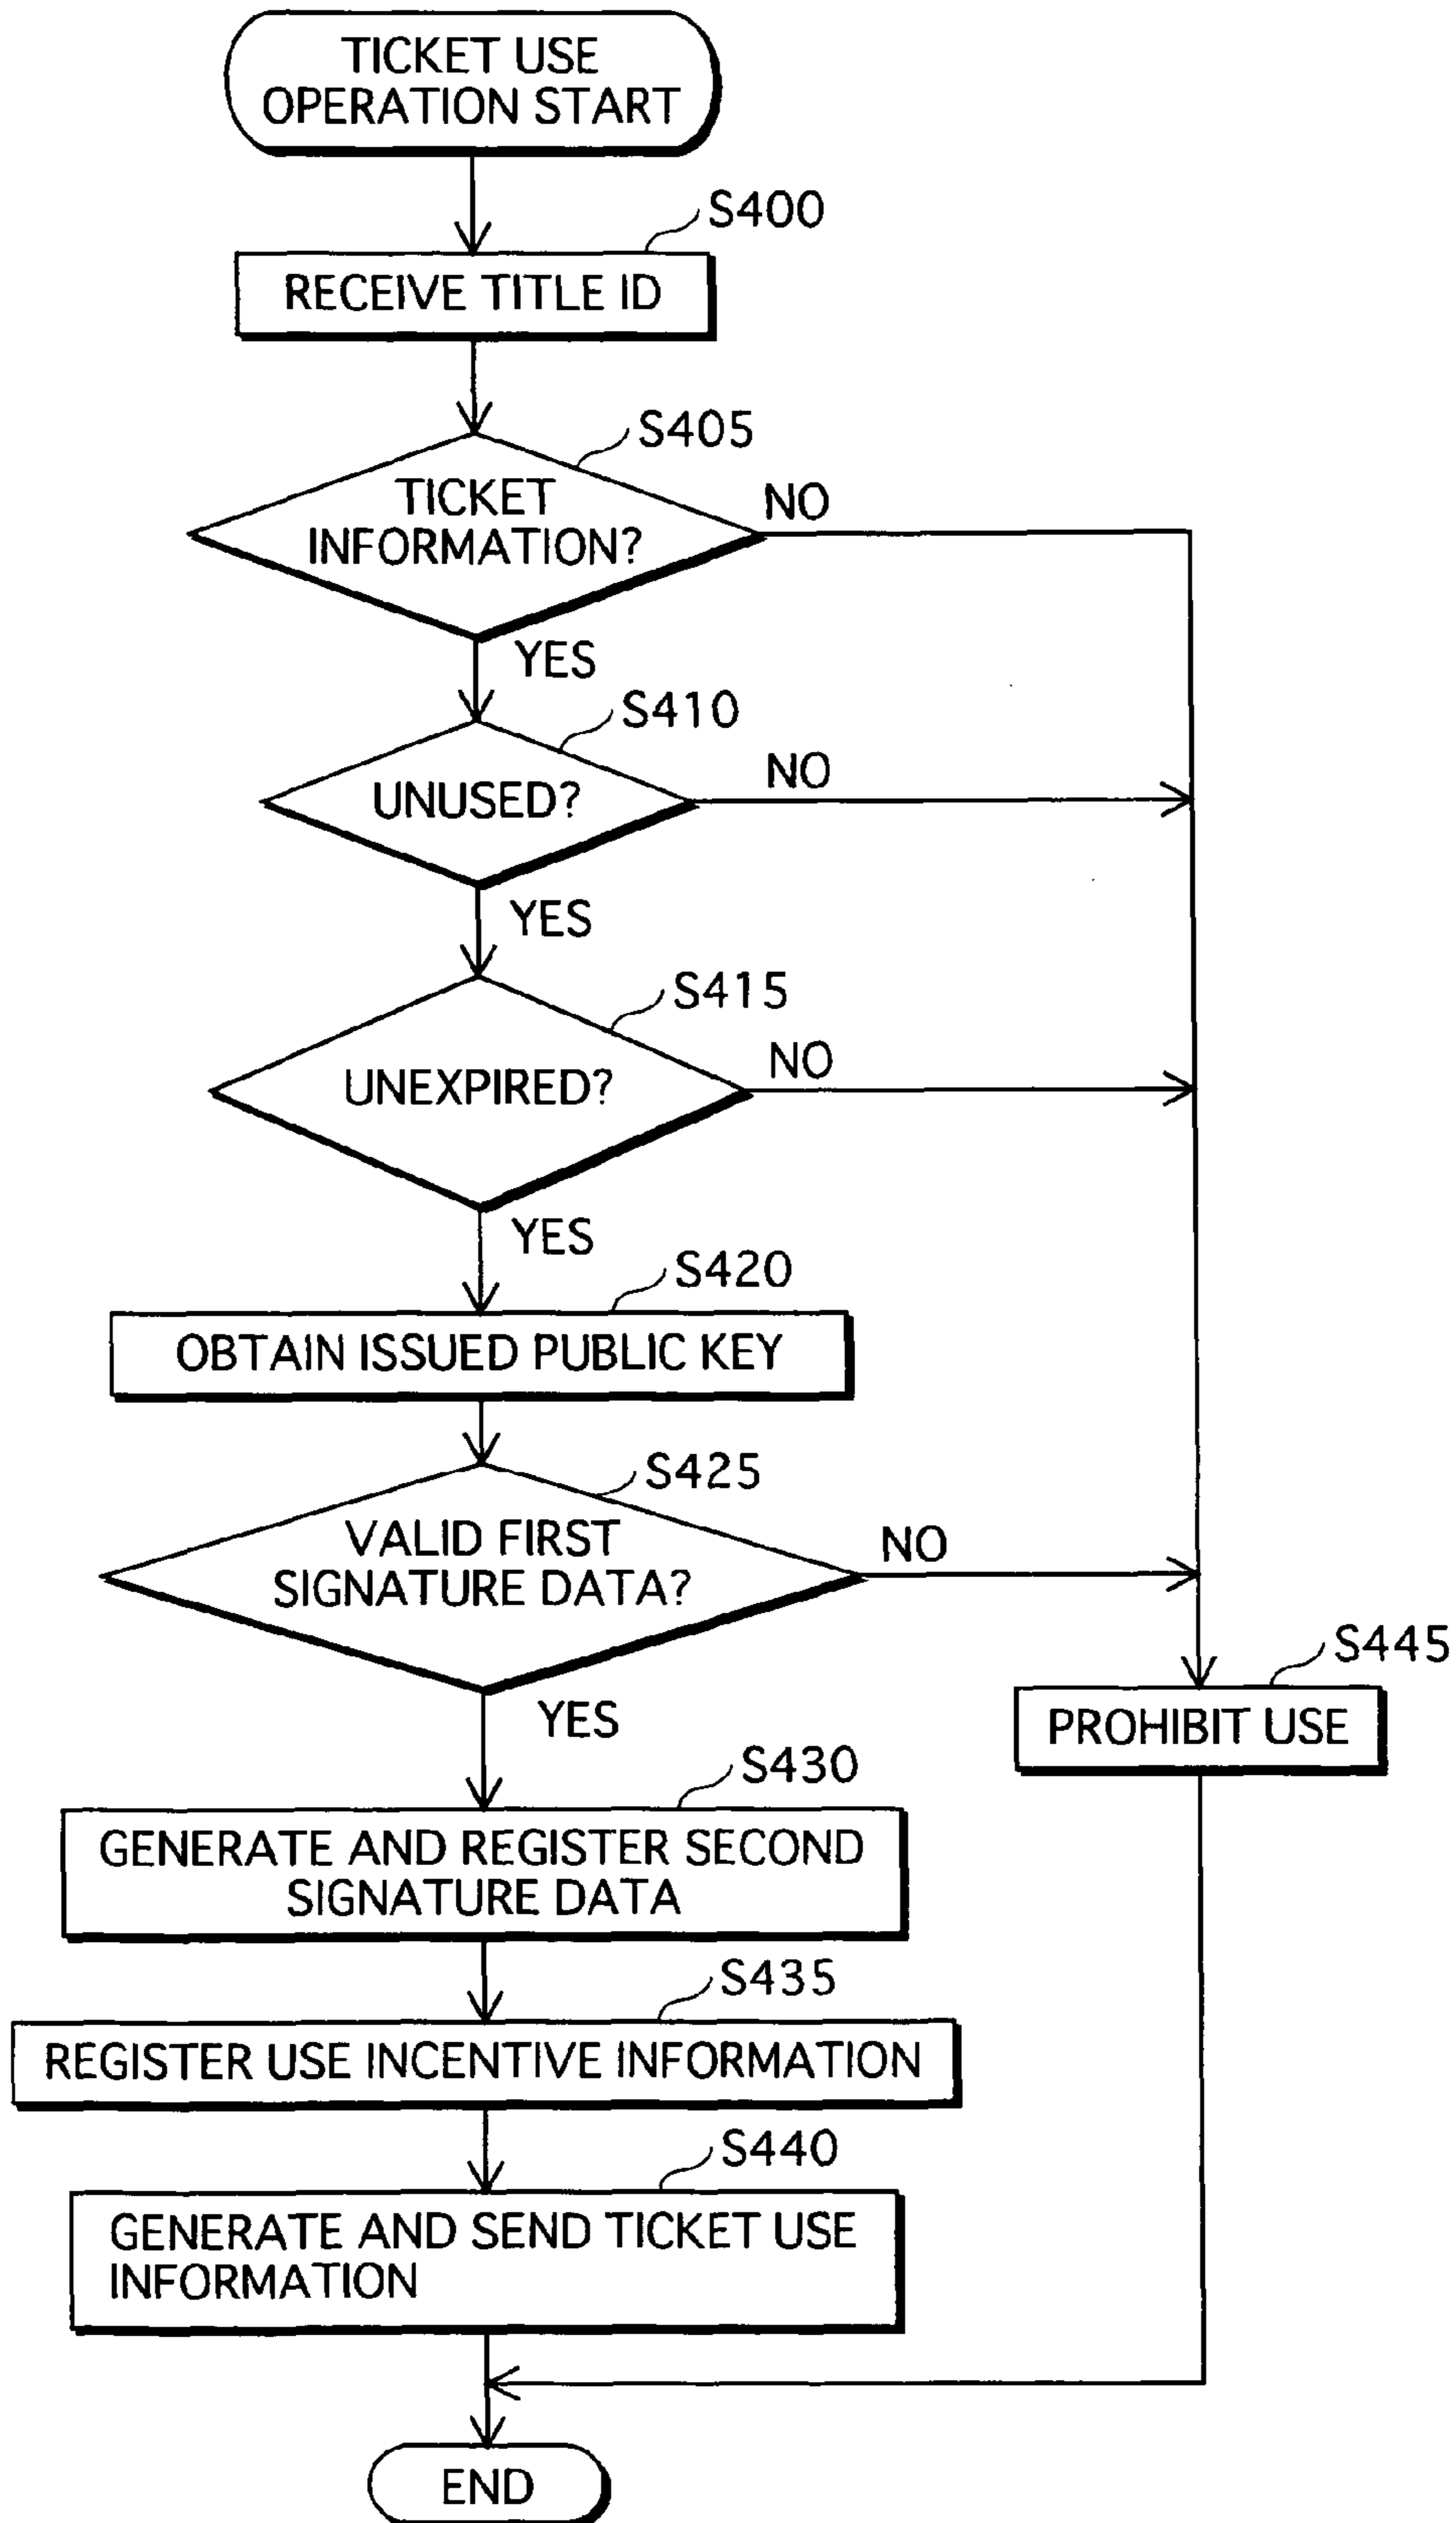 TICKET USE
OPERATION START
S400
RECEIVE TITLE ID
S405
TICKET
INFORMATION?
NO
YES
S410
UNUSED?
NO
YES
S415
UNEXPIRED?
NO
YES
S420
OBTAIN ISSUED PUBLIC KEY
S425
VALID FIRST
SIGNATURE DATA?
NO
YES
S445
PROHIBIT USE
S430
GENERATE AND REGISTER SECOND
SIGNATURE DATA
S435
REGISTER USE INCENTIVE INFORMATION
S440
GENERATE AND SEND TICKET USE
INFORMATION
END